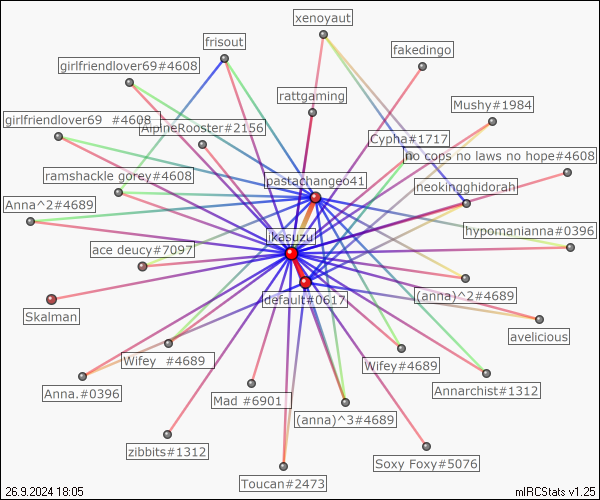 xenoyaut
frisout
fakedingo
girlfriendlover69#4608
rattgaming
Mushy#1984
girlfriendlover69 #4608
AlpineRooster#2156
Cypha#1717
no cops no laws no hope#4608
ramshackle gorey#4608
pastachangeo41
neokingghidorah
Anna^2#4689
ikasuzu
hypomanianna#0396
ace deucy#7097
default#0617
(anna)^2#4689
Skalman
avelicious
Wifey #4689
Wifey#4689
Anna.#0396
Mad #6901
Annarchist#1312
(anna)^3#4689
zibbits#1312
Soxy Foxy#5076
Toucan#2473
26.9.2024 18:05
mIRCStats v1.25